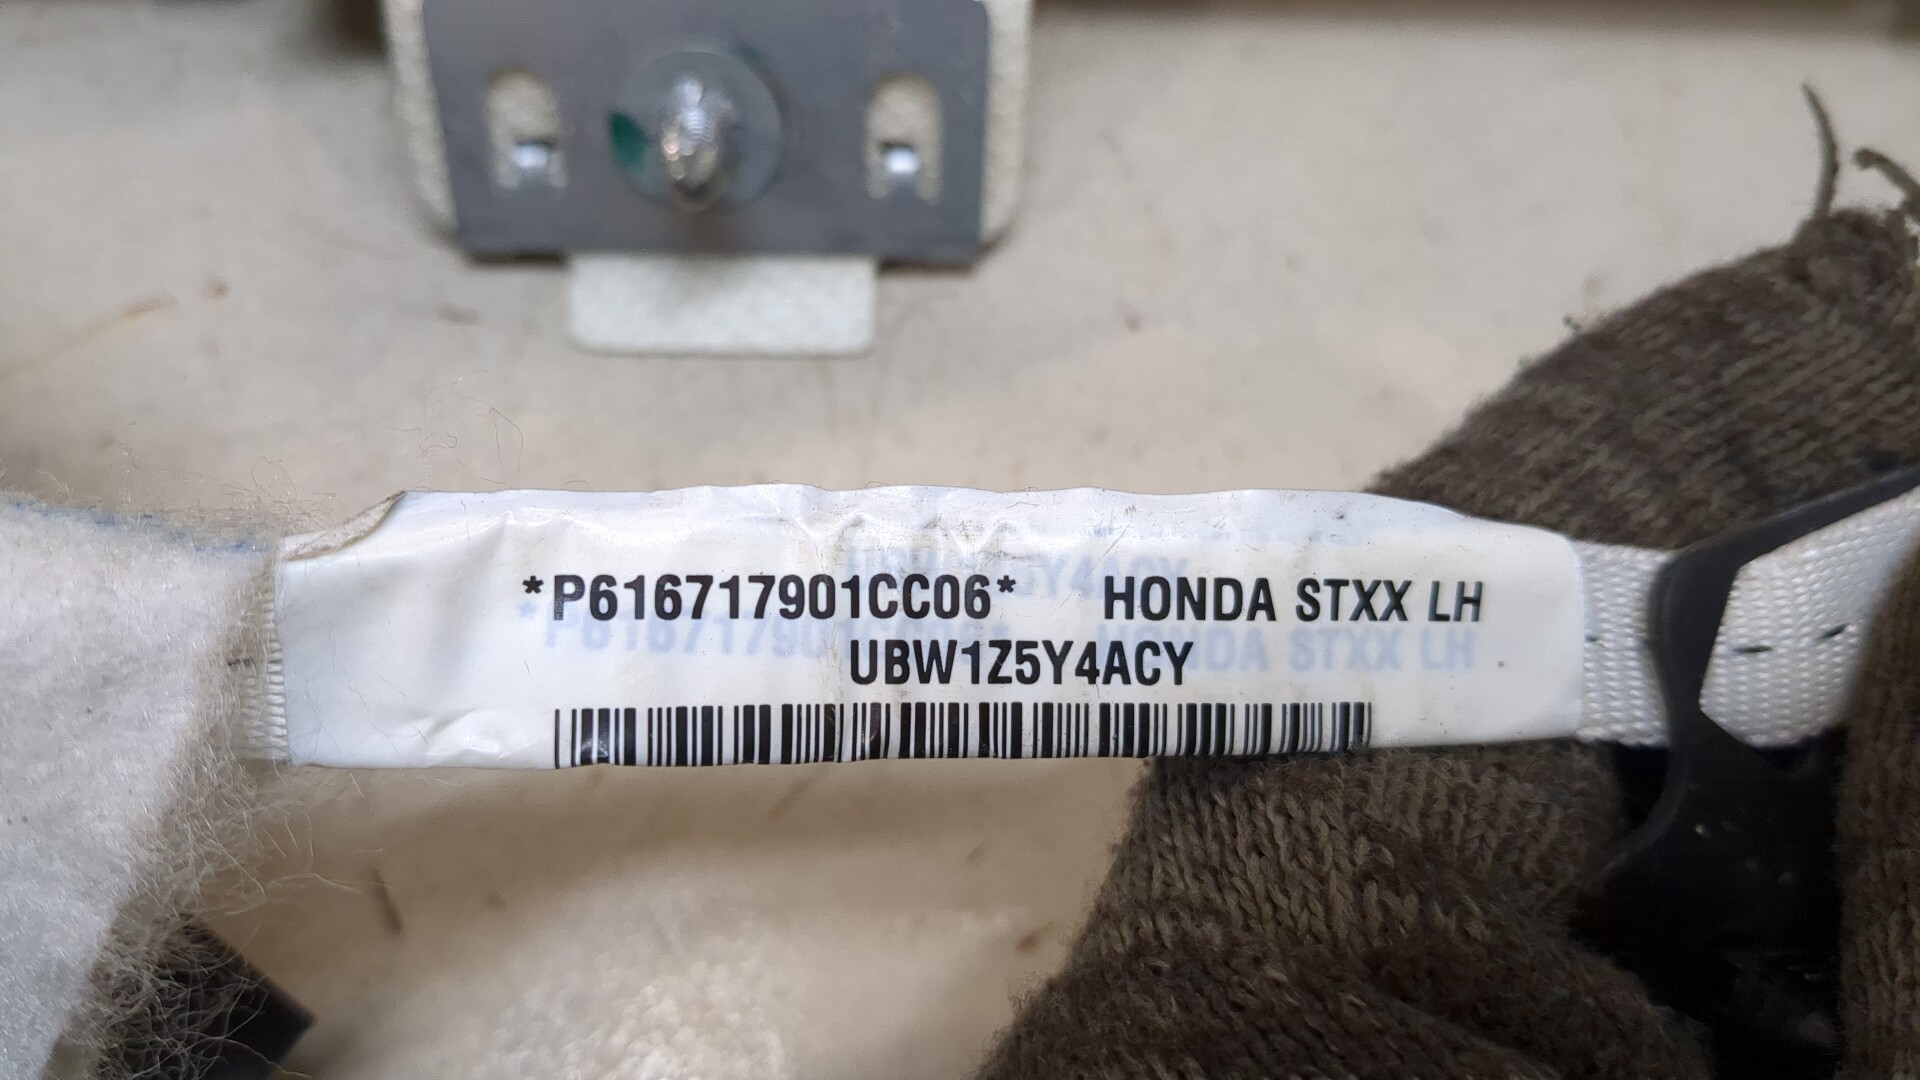 *P616717901CC06* HONDA STXX LH
UBW1Z5Y4ACY